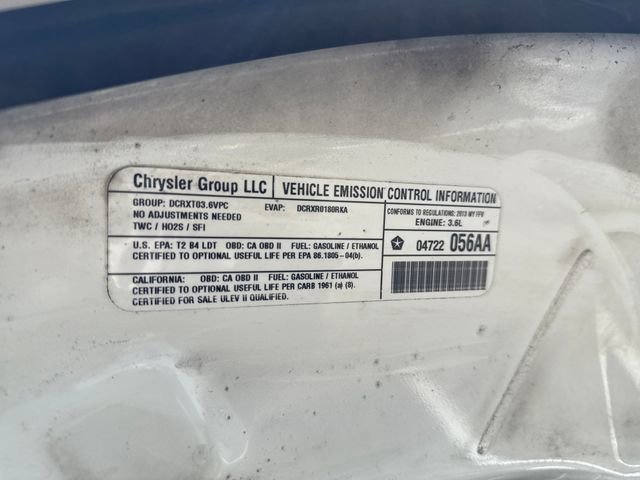 Chrysler Group LLC VEHICLE EMISSION CONTROL INFORMATION
GROUP: DCRXT03.6VPC EVAP: DCRXR0180RKA CONFORMS TO REGULATIONS: 2013 MY FFV
NO ADJUSTMENTS NEEDED ENGINE: 3.6L
TWC / HO2S / SFI
04722 056AA
U.S. EPA: T2 B4 LDT OBD: CA OBD II FUEL: GASOLINE / ETHANOL
CERTIFIED TO OPTIONAL USEFUL LIFE PER EPA 86.1805-04(b).
CALIFORNIA: OBD: CA OBD II FUEL: GASOLINE / ETHANOL
CERTIFIED TO OPTIONAL USEFUL LIFE PER CARB 1961 (a) (8).
CERTIFIED FOR SALE ULEV II QUALIFIED.